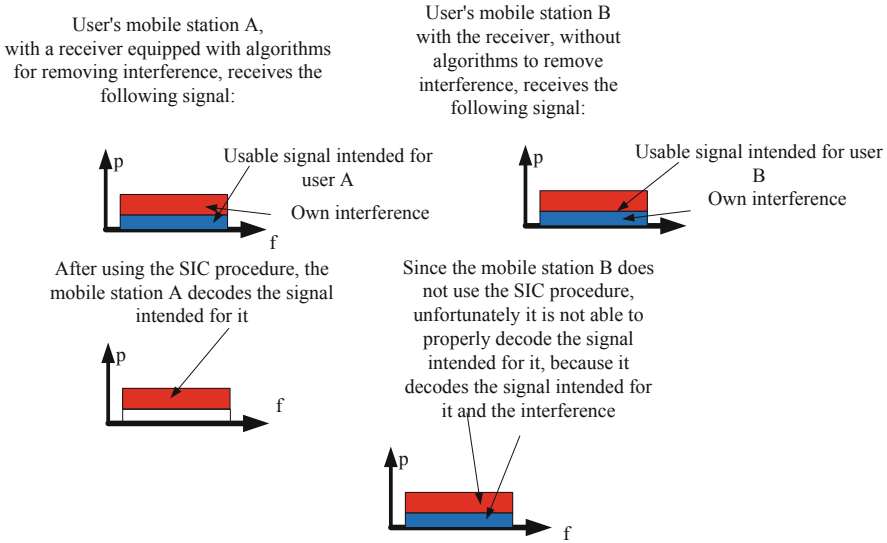 User's mobile station A,
with a receiver equipped with algorithms
for removing interference, receives the
following signal:
User's mobile station B
with the receiver, without
algorithms to remove
interference, receives the
following signal:
p
Usable signal intended for
user A
Own interference
f
p
Usable signal intended for user
B
Own interference
After using the SIC procedure, the
mobile station A decodes the signal
intended for it
p
f
Since the mobile station B does
not use the SIC procedure,
unfortunately it is not able to
properly decode the signal
intended for it, because it
decodes the signal intended for
it and the interference
p
f